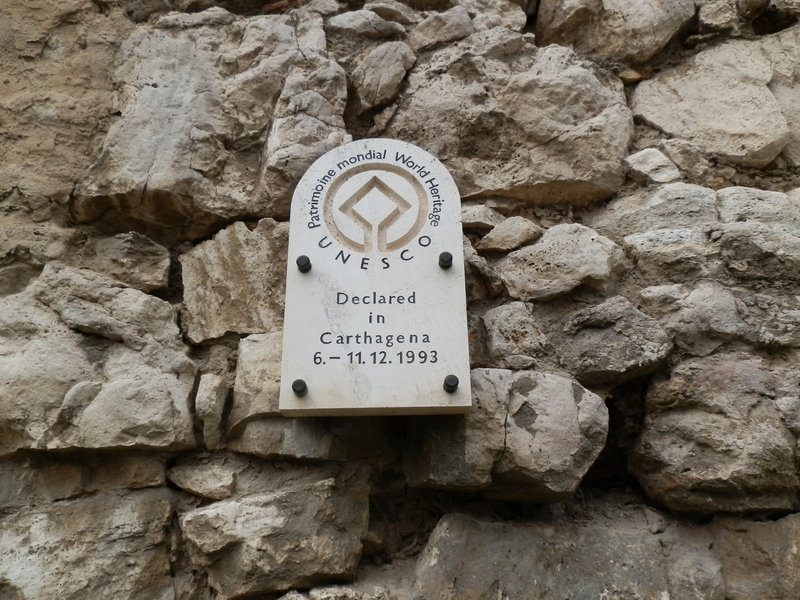 Patrimoine mondial World Heritage
UNESCO
Declared
in
Carthagena
6.– 11.12.1993